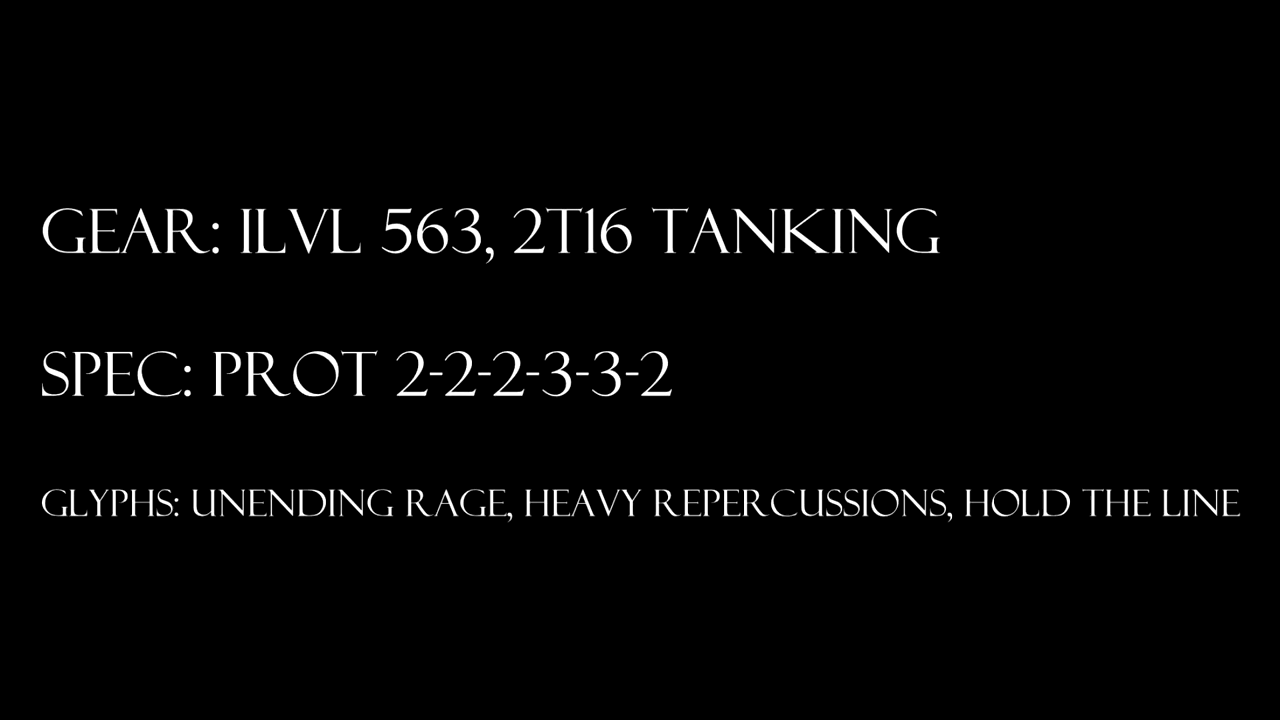 GEAR: ILVL 563, 2T16 TANKING
SPEC: PROT 2-2-2-3-3-2
GLYPHS: UNENDING RAGE, HEAVY REPERCUSSIONS, HOLD THE LINE